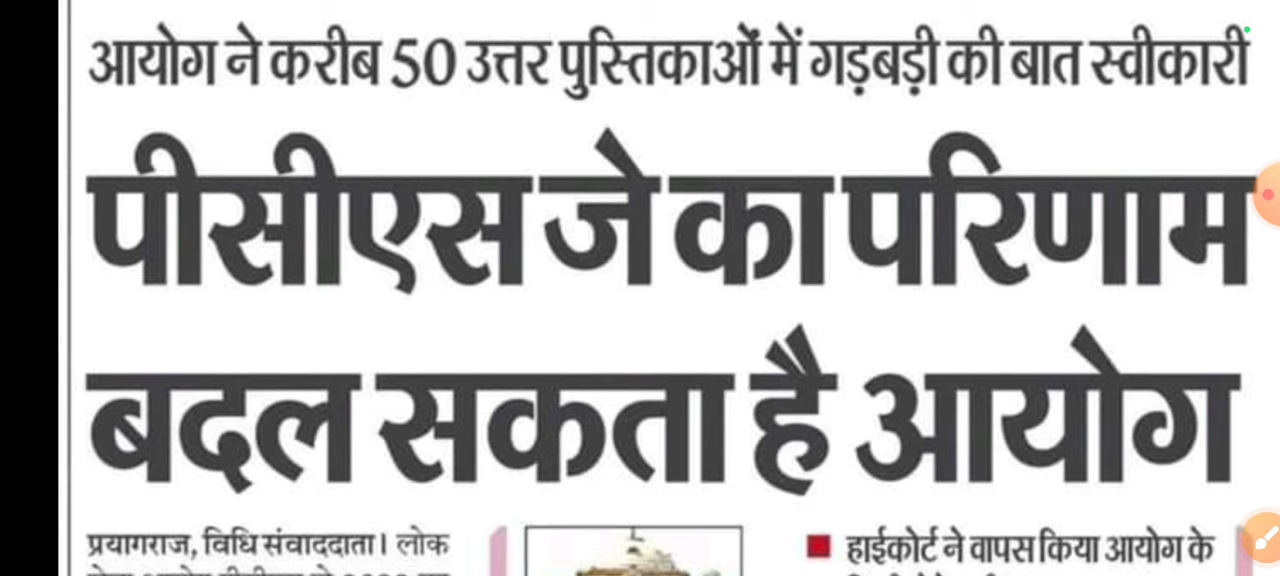 आयोग ने करीब 50 उत्तर पुस्तिकाओं में गड़बड़ी की बात स्वीकारी
पीसीएस जे का परिणाम
बदल सकता है आयोग
प्रयागराज, विधि संवाददाता। लोक
हाईकोर्ट ने वापस किया आयोग के